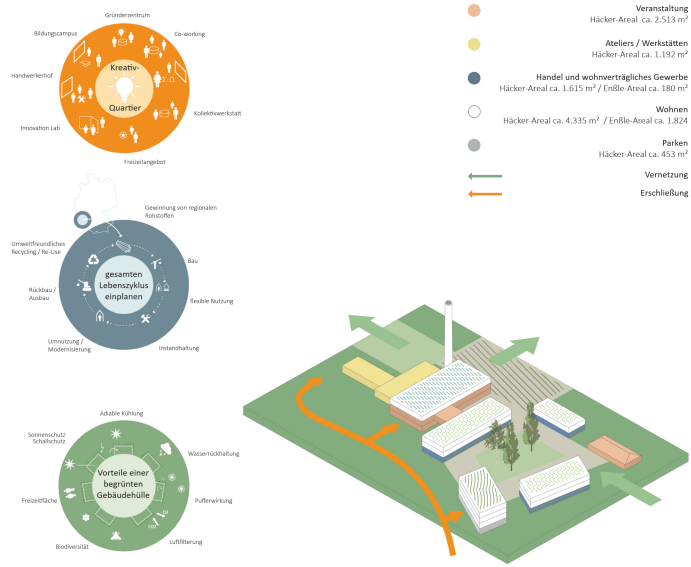 Gründerzentrum
Bildungscampus
Co-working
Handwerkerhof
Kreativ-
Quartier
Kollektivwerkstatt
Innovation Lab
Freizeitangebot
Gewinnung von regionalen
Rohstoffen
Umweltfreundliches
Recycling / Re-Use
Bau
gesamten
Lebenszyklus
einplanen
Rückbau /
Ausbau
flexible Nutzung
Umnutzung /
Modernisierung
Instandhaltung
Adiable Kühlung
Sonnenschutz
Schallschutz
Wasserrückhaltung
Vorteile einer
begrünten
Gebäudehülle
Freizeitfläche
Pufferwirkung
O2
CO2
Biodiversität
Luftfilterung
Veranstaltung
Häcker-Areal ca. 2.513 m²
Ateliers / Werkstätten
Häcker-Areal ca. 1.192 m²
Handel und wohnverträgliches Gewerbe
Häcker-Areal ca. 1.615 m² / Enßle-Areal ca. 180 m²
Wohnen
Häcker-Areal ca. 4.335 m² / Enßle-Areal ca. 1.824
Parken
Häcker-Areal ca. 453 m²
Vernetzung
Erschließung